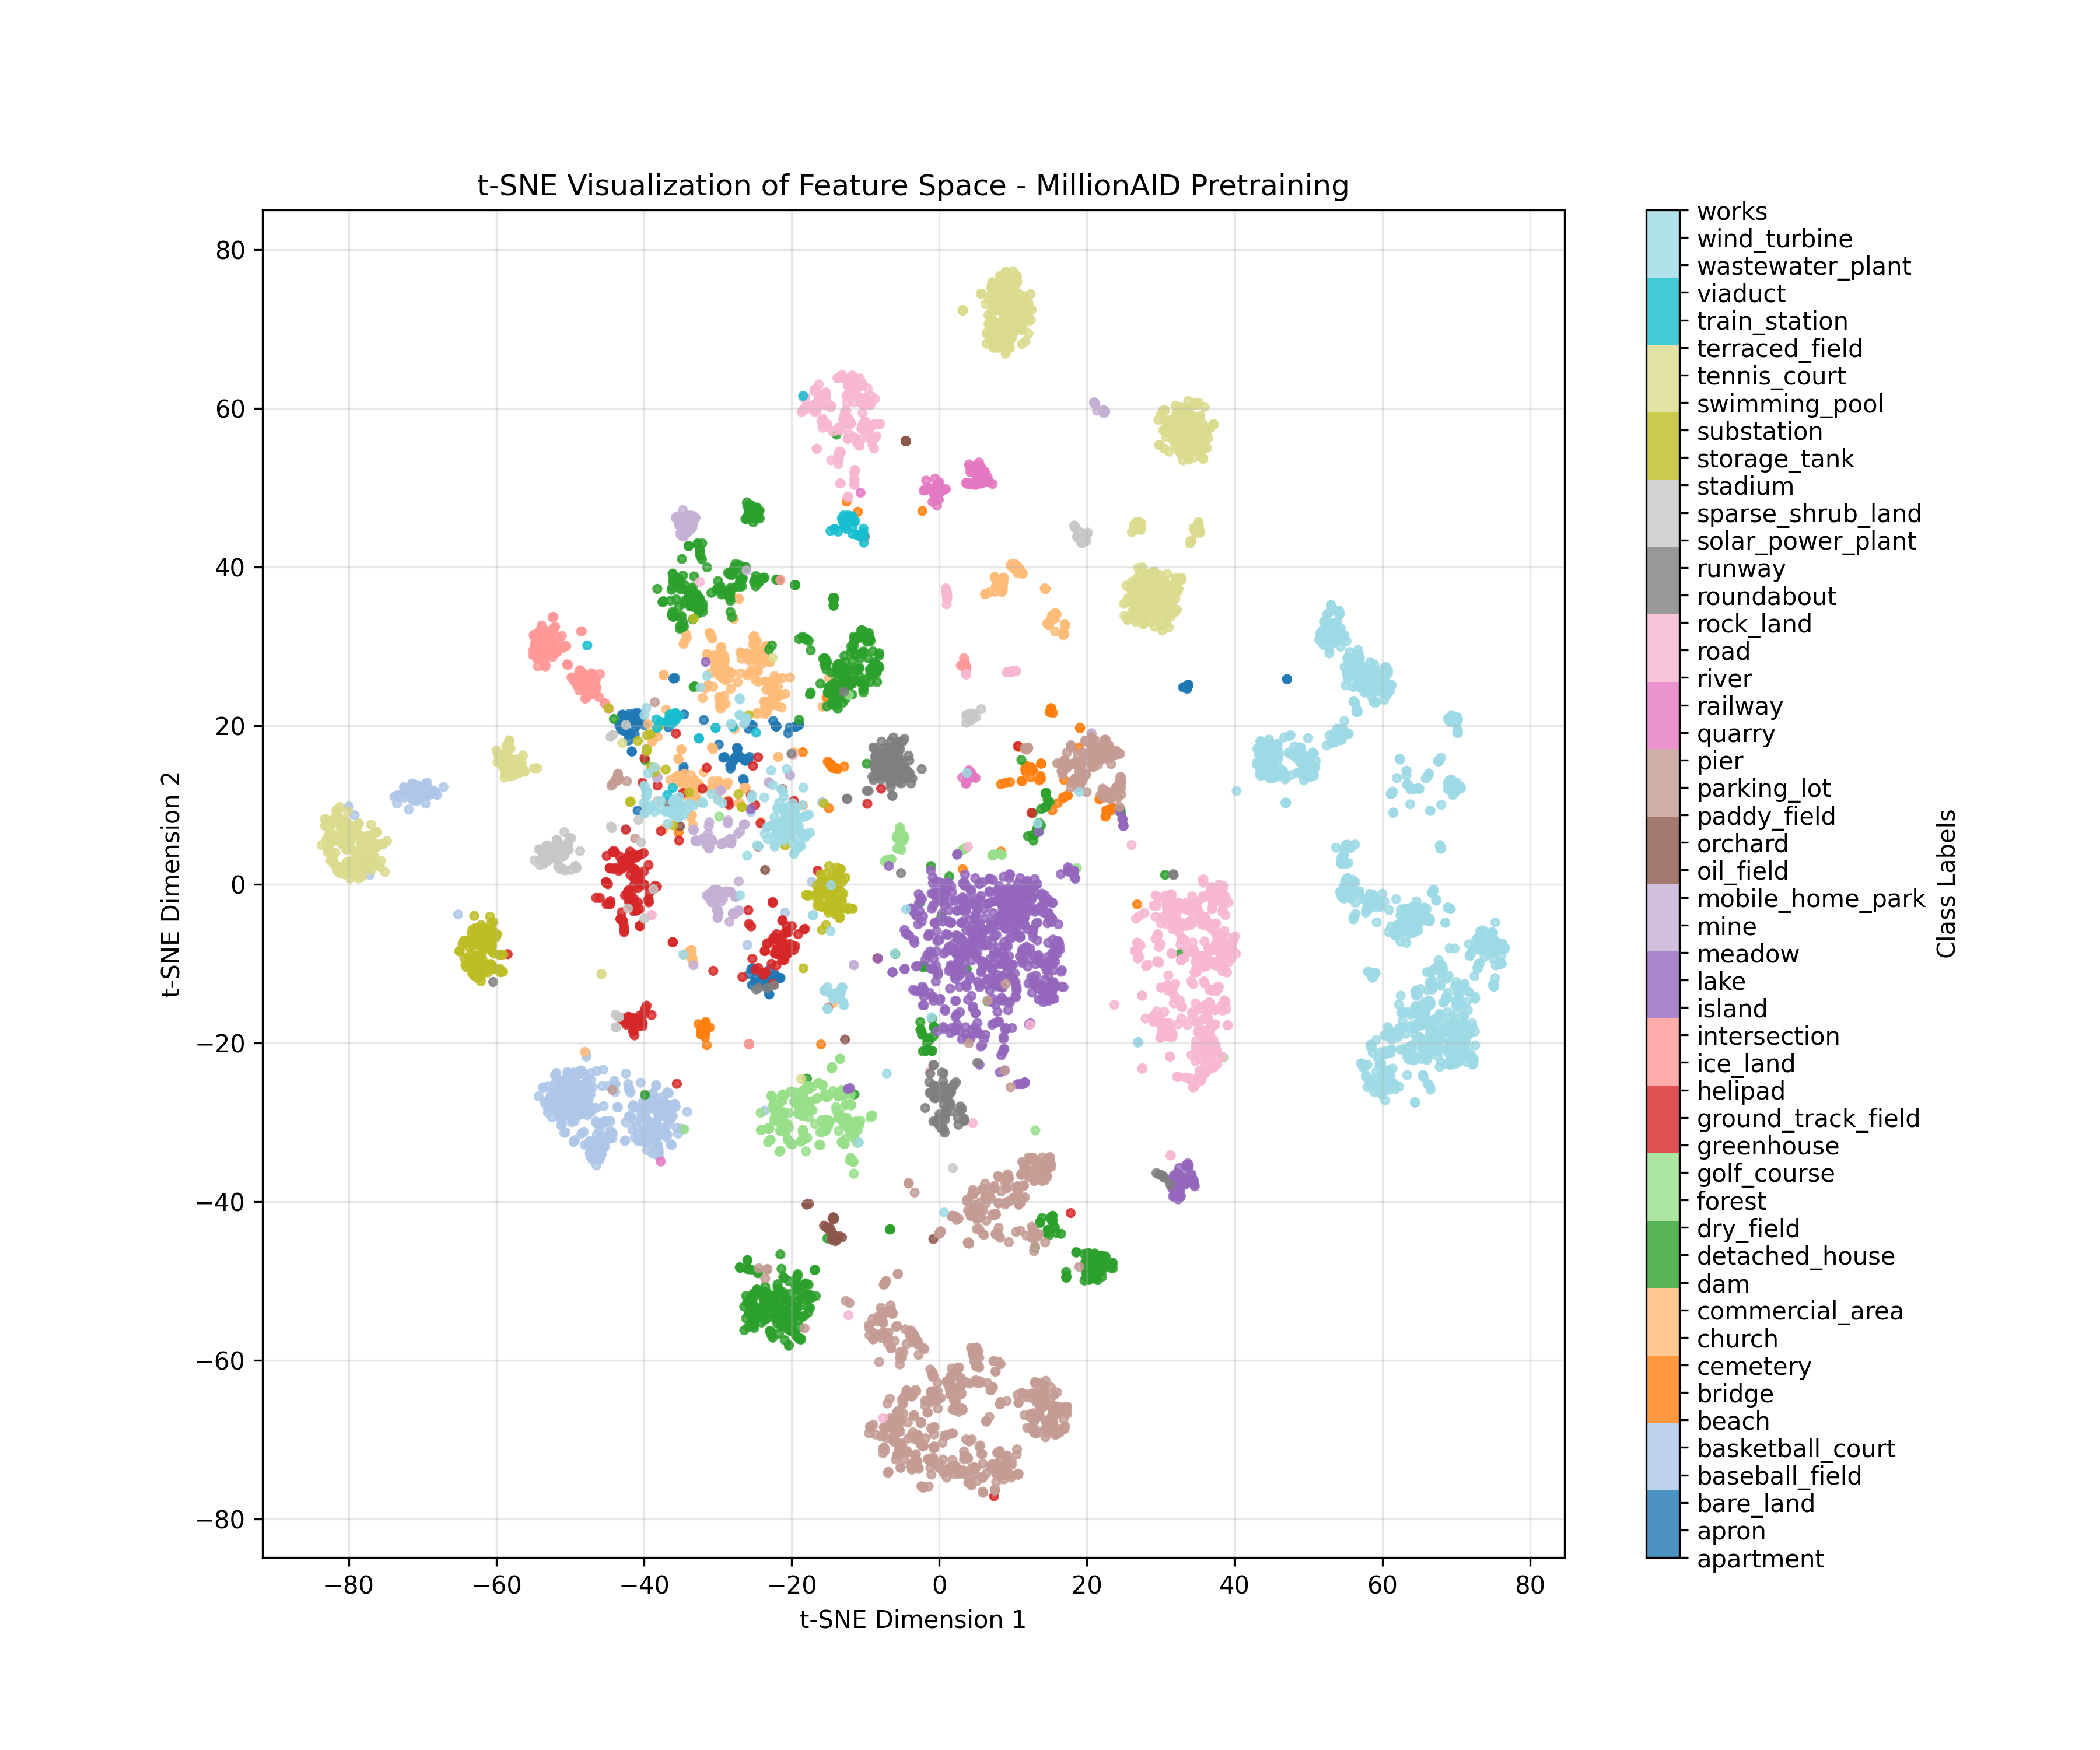 t-SNE Visualization of Feature Space - MillionAID Pretraining
80
60
40
20
0
−20
−40
−60
−80
t-SNE Dimension 2
−80
−60
−40
−20
0
20
40
60
80
t-SNE Dimension 1
works
wind_turbine
wastewater_plant
viaduct
train_station
terraced_field
tennis_court
swimming_pool
substation
storage_tank
stadium
sparse_shrub_land
solar_power_plant
runway
roundabout
rock_land
road
river
railway
quarry
pier
parking_lot
paddy_field
orchard
oil_field
mobile_home_park
mine
meadow
lake
island
intersection
ice_land
helipad
ground_track_field
greenhouse
golf_course
forest
dry_field
detached_house
dam
commercial_area
church
cemetery
bridge
beach
basketball_court
baseball_field
bare_land
apron
apartment
Class Labels